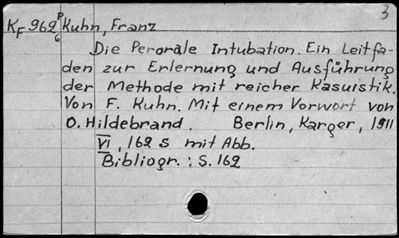 3
K_F 962 P/6 Kuhn, Franz
Die Perorale Intubation. Ein Leitfa-
den zur Erlernung und Ausführung
der Methode mit reicher Kasuistik.
Von F. Kuhn. Mit einem Vorwort von
O. Hildebrand. Berlin, Karger, 1911
VI, 162 S mit Abb.
Bibliogr.: S. 162